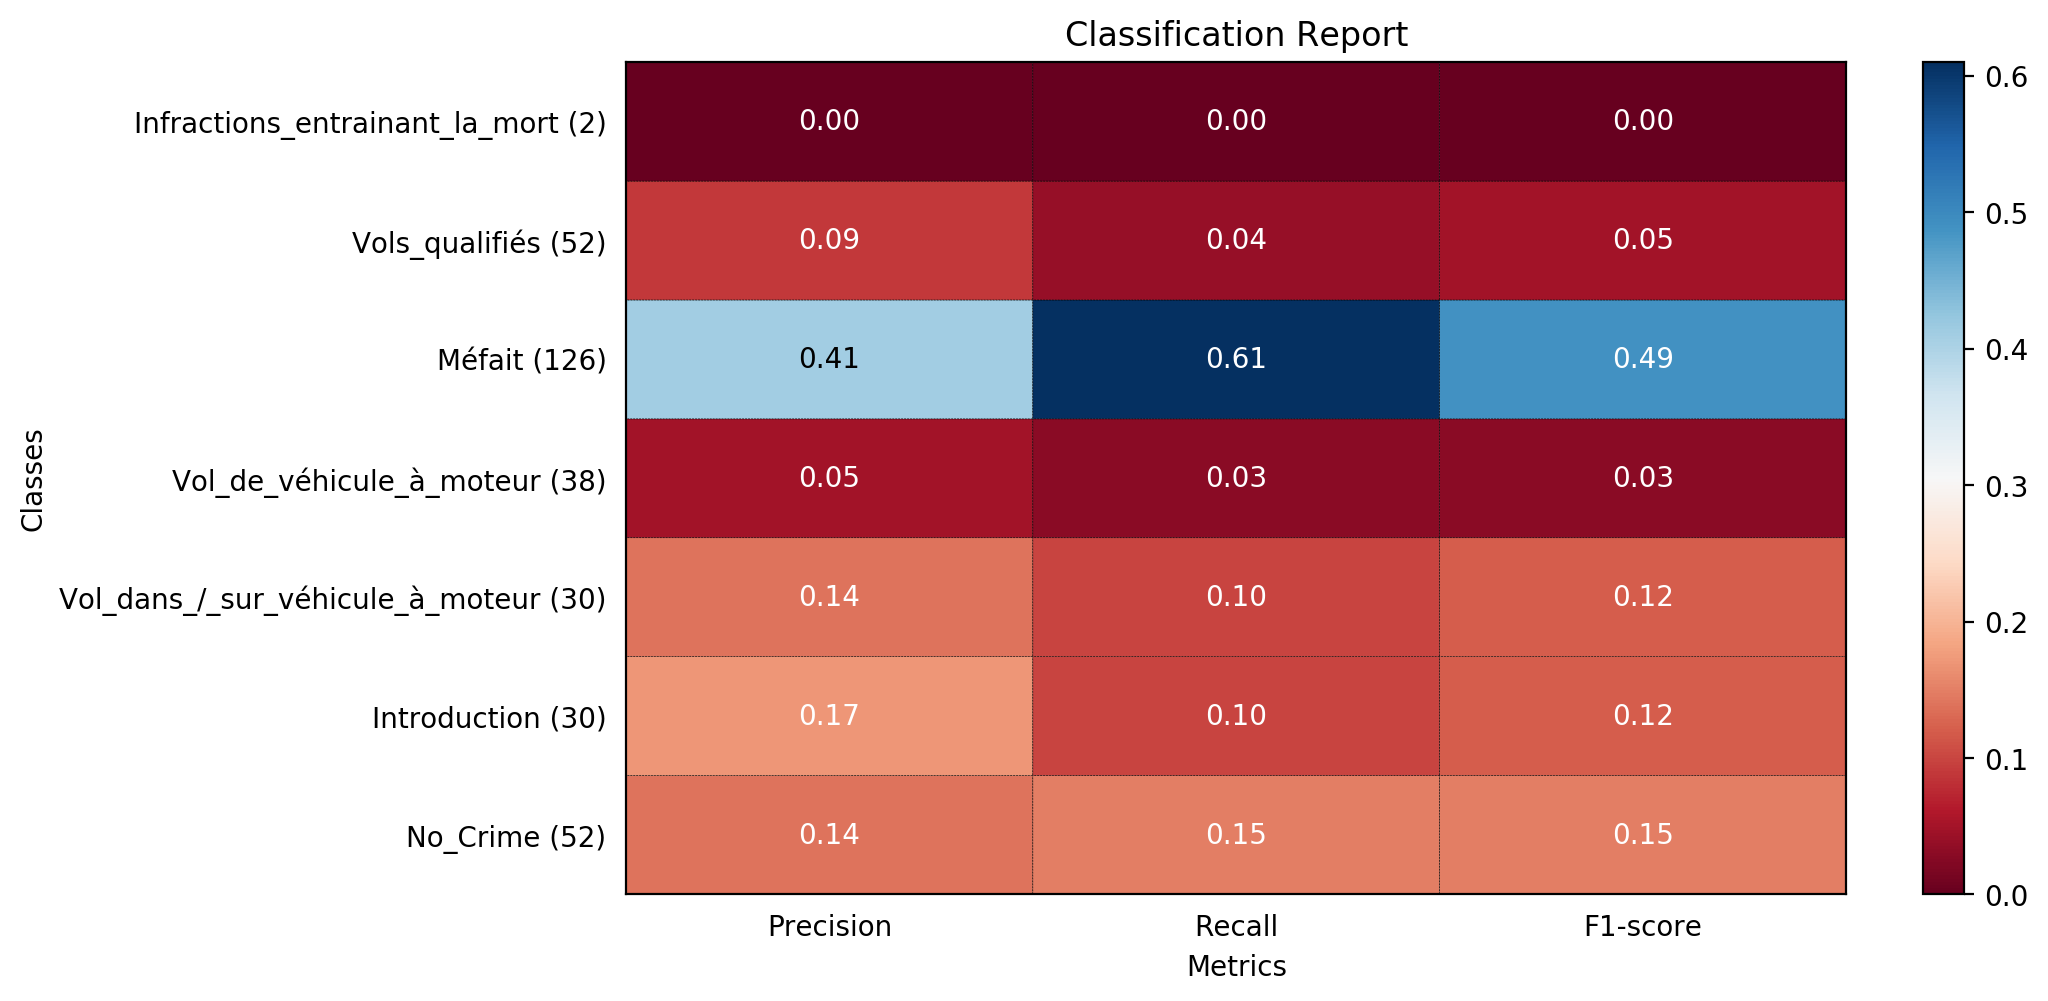 Classification Report
Infractions_entrainant_la_mort (2) 0.00 0.00 0.00
Vols_qualifiés (52) 0.09 0.04 0.05
Méfait (126) 0.41 0.61 0.49
Vol_de_véhicule_à_moteur (38) 0.05 0.03 0.03
Vol_dans_/_sur_véhicule_à_moteur (30) 0.14 0.10 0.12
Introduction (30) 0.17 0.10 0.12
No_Crime (52) 0.14 0.15 0.15
Precision Recall F1-score
Metrics
Classes
0.6
0.5
0.4
0.3
0.2
0.1
0.0